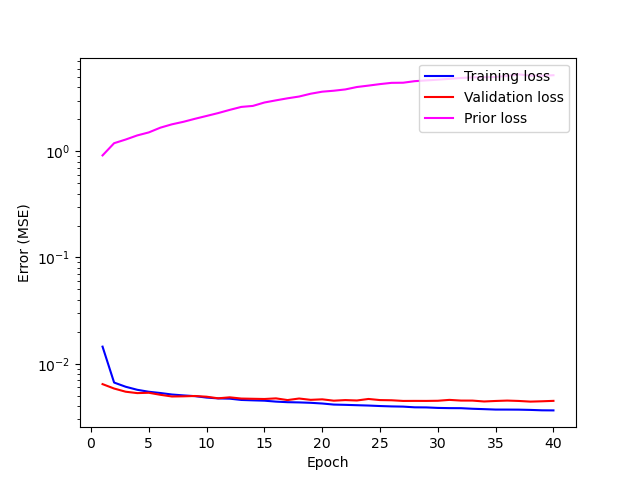 Training loss
Validation loss
Prior loss
10⁰
10⁻¹
10⁻²
Error (MSE)
0 5 10 15 20 25 30 35 40
Epoch